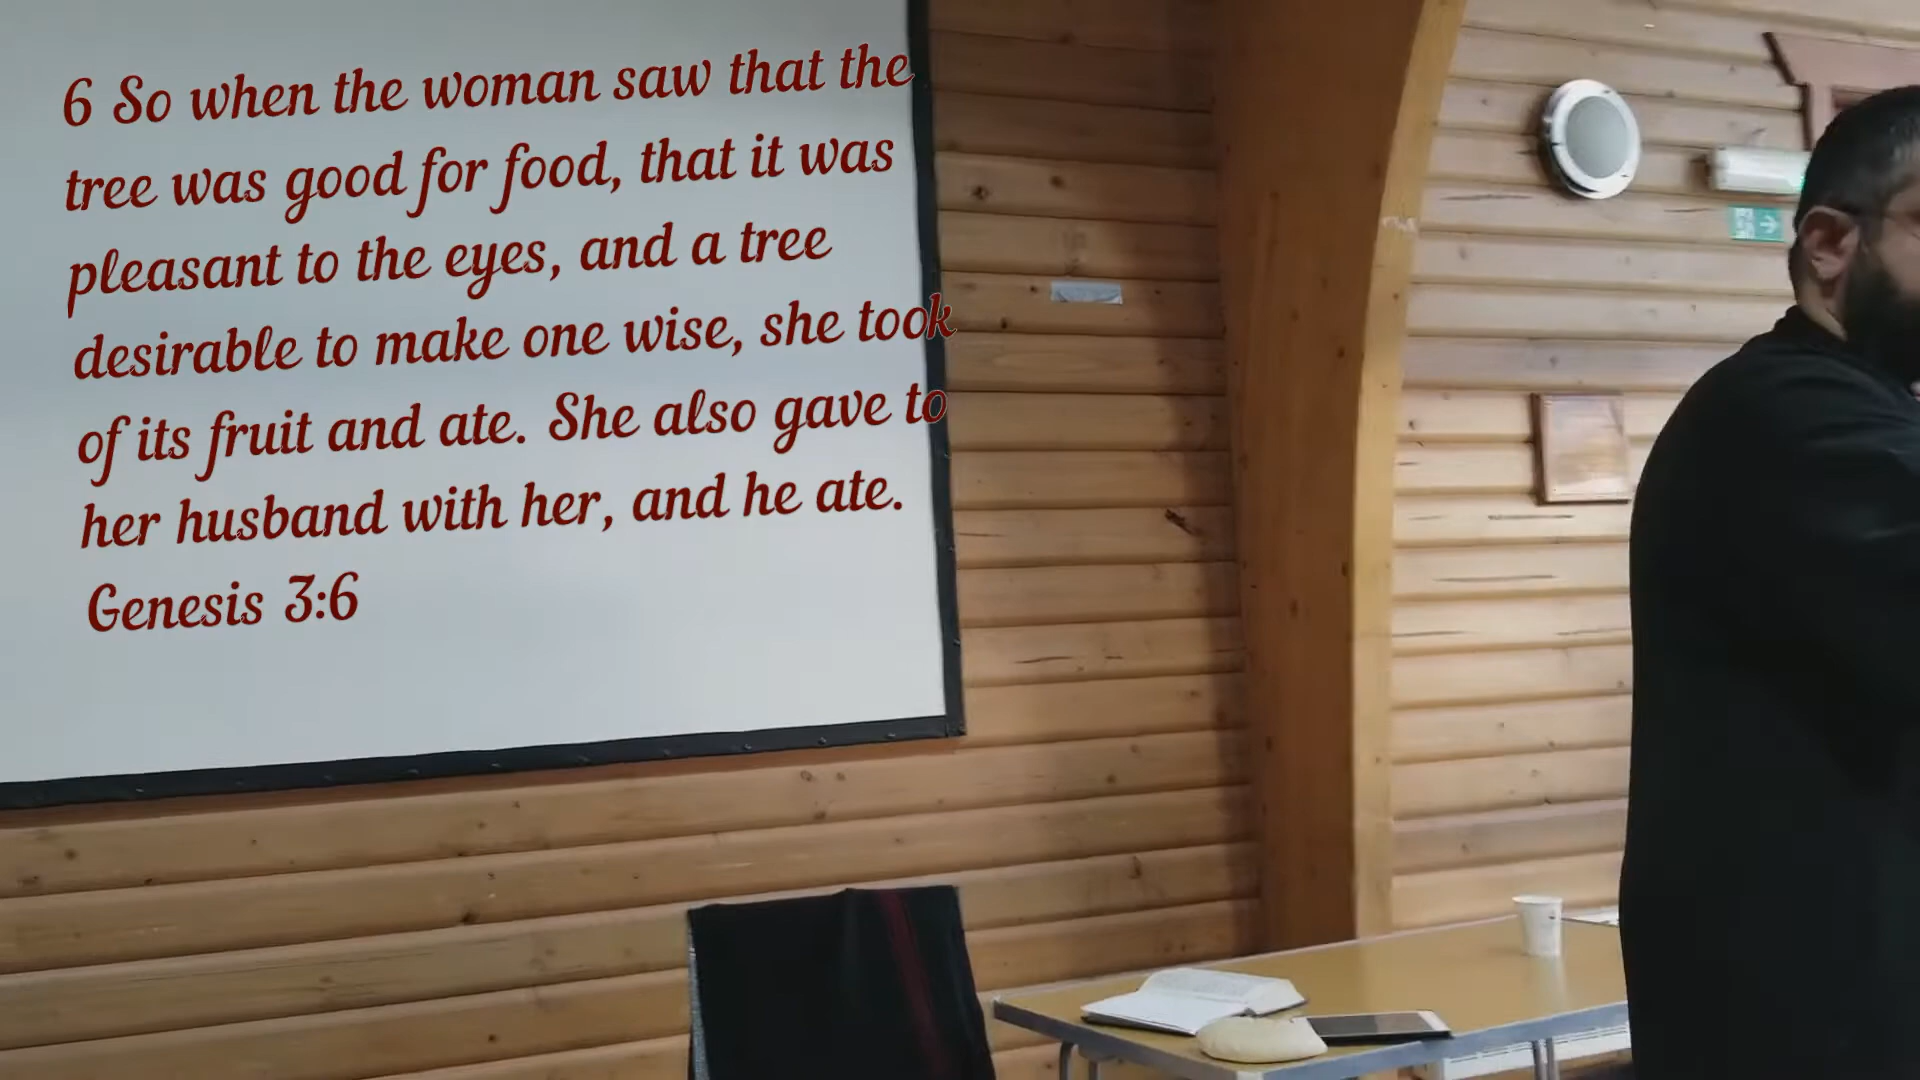 6 So when the woman saw that the
tree was good for food, that it was
pleasant to the eyes, and a tree
desirable to make one wise, she took
of its fruit and ate. She also gave to
her husband with her, and he ate.
Genesis 3:6